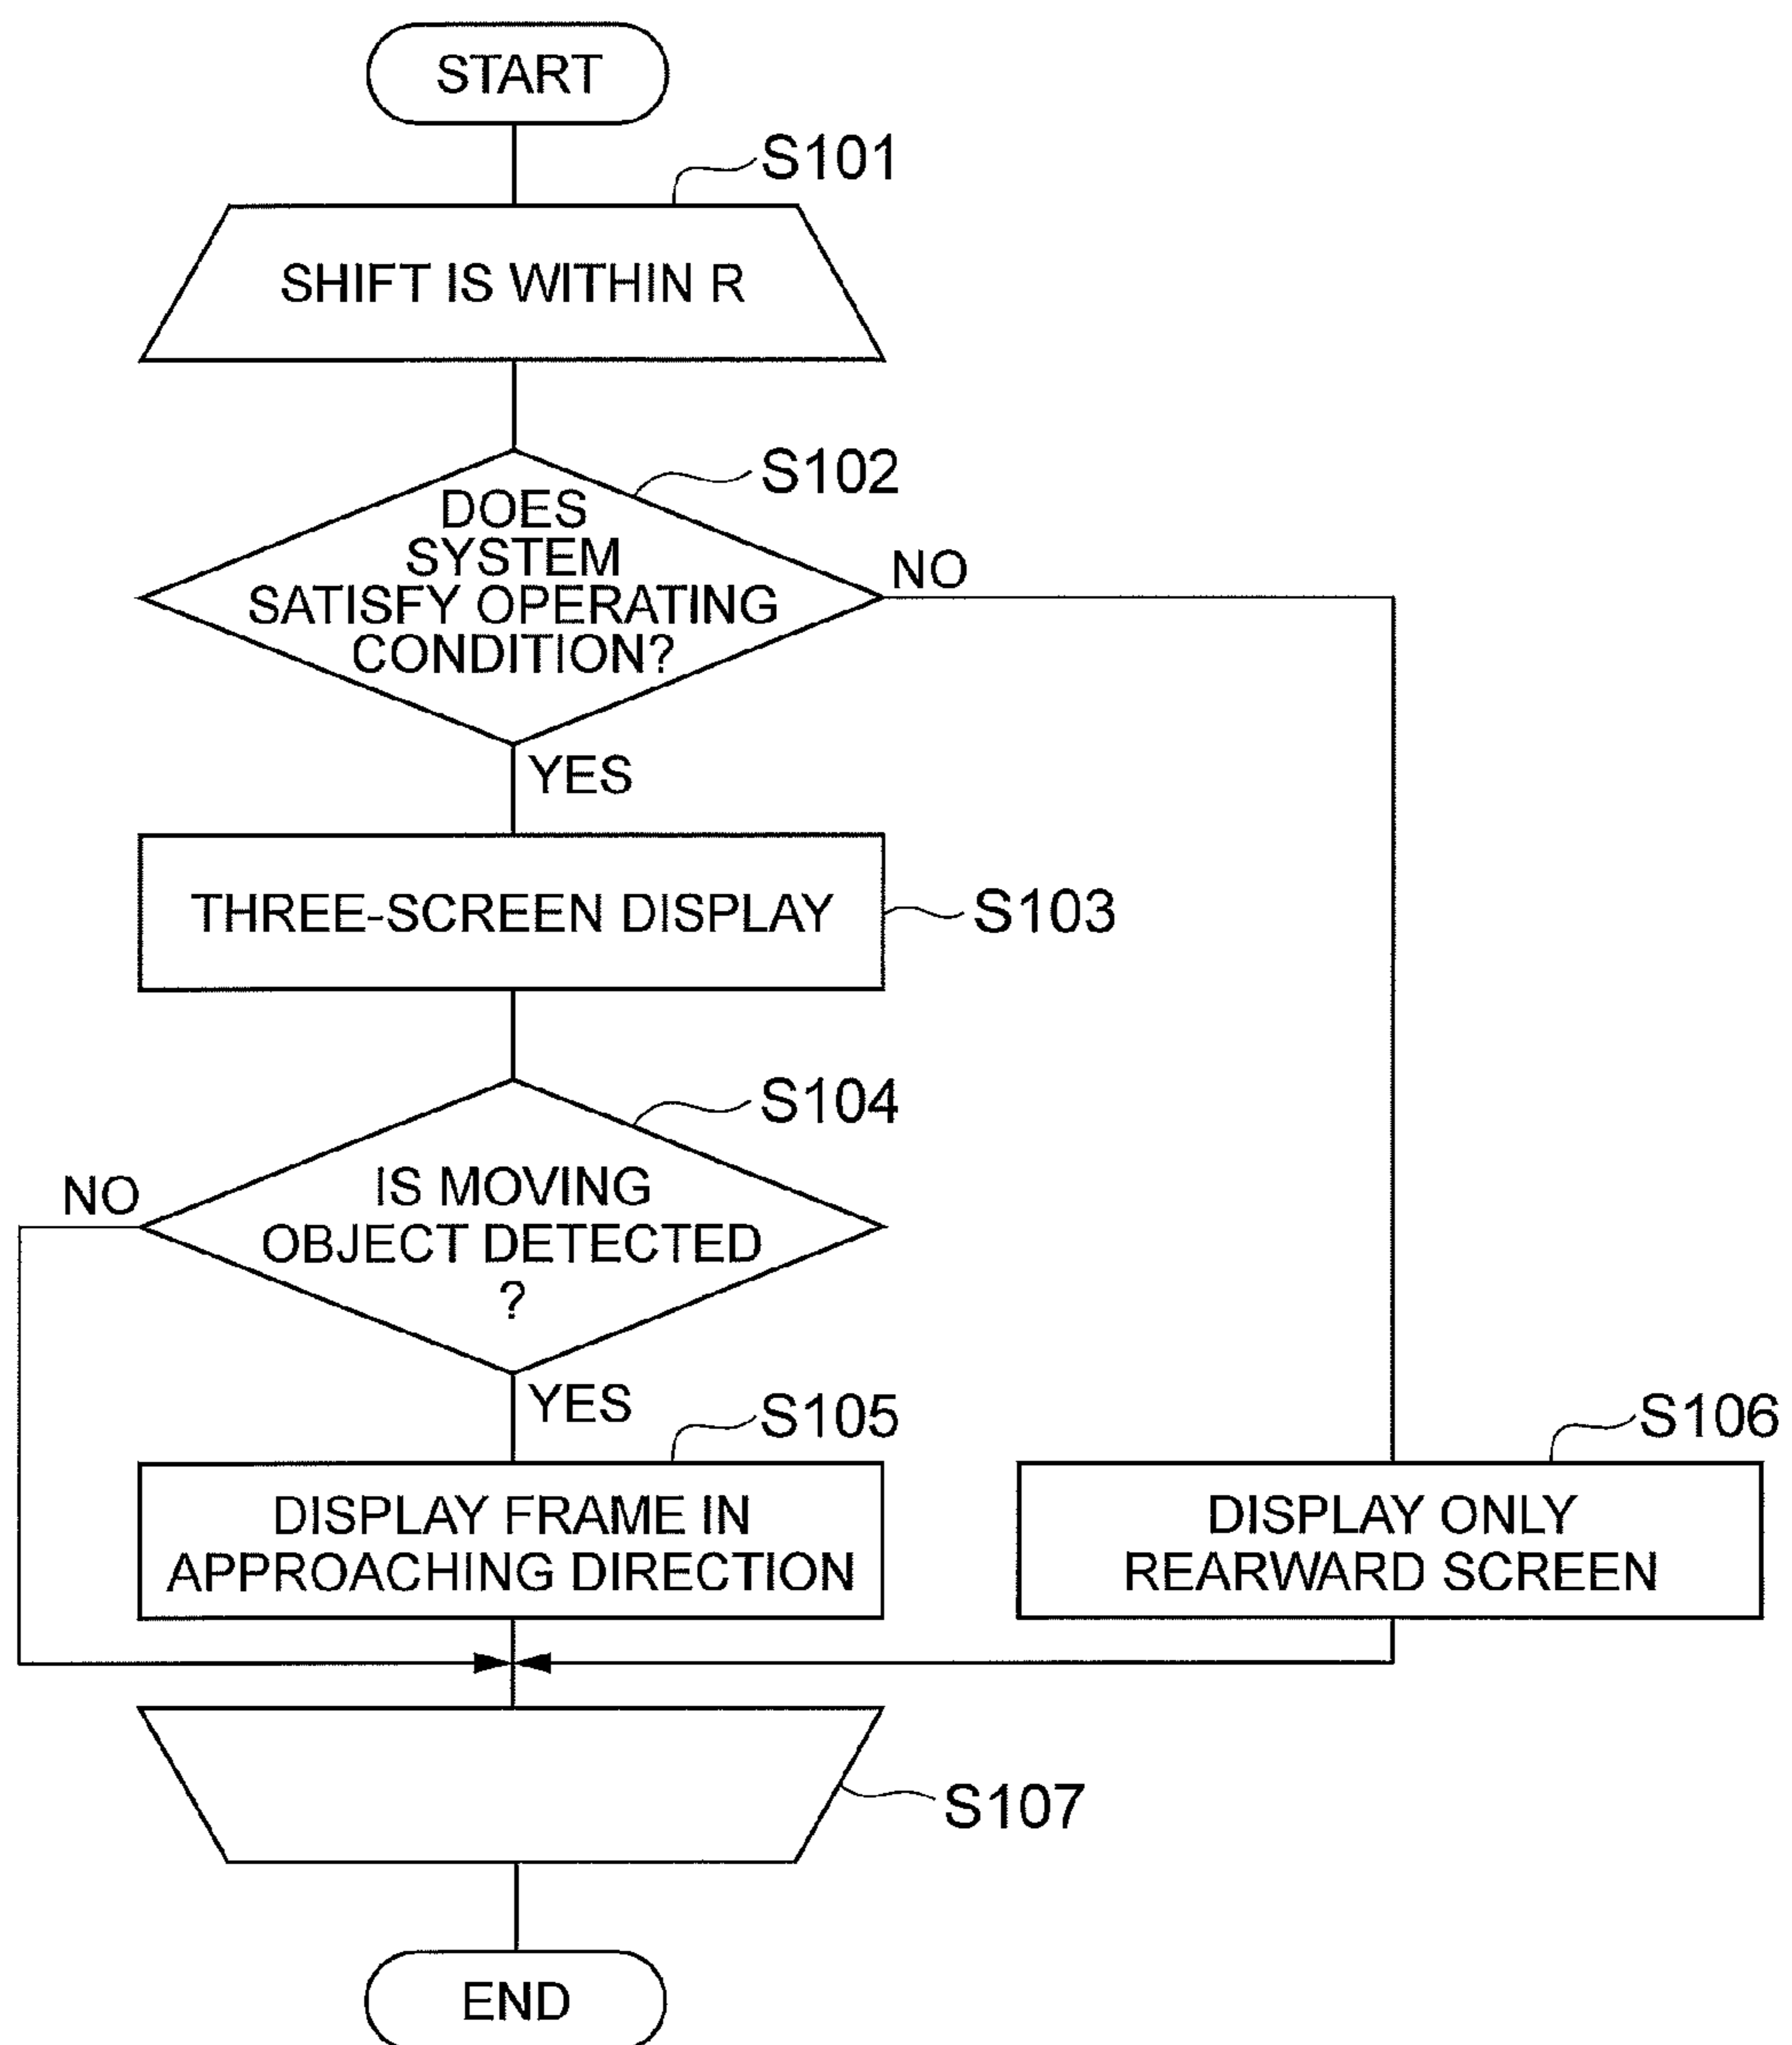 START
S101
SHIFT IS WITHIN R
S102
DOES
SYSTEM
SATISFY OPERATING
CONDITION?
NO
YES
THREE-SCREEN DISPLAY
S103
S104
IS MOVING
OBJECT DETECTED
?
NO
YES
S105
DISPLAY FRAME IN
APPROACHING DIRECTION
S106
DISPLAY ONLY
REARWARD SCREEN
S107
END